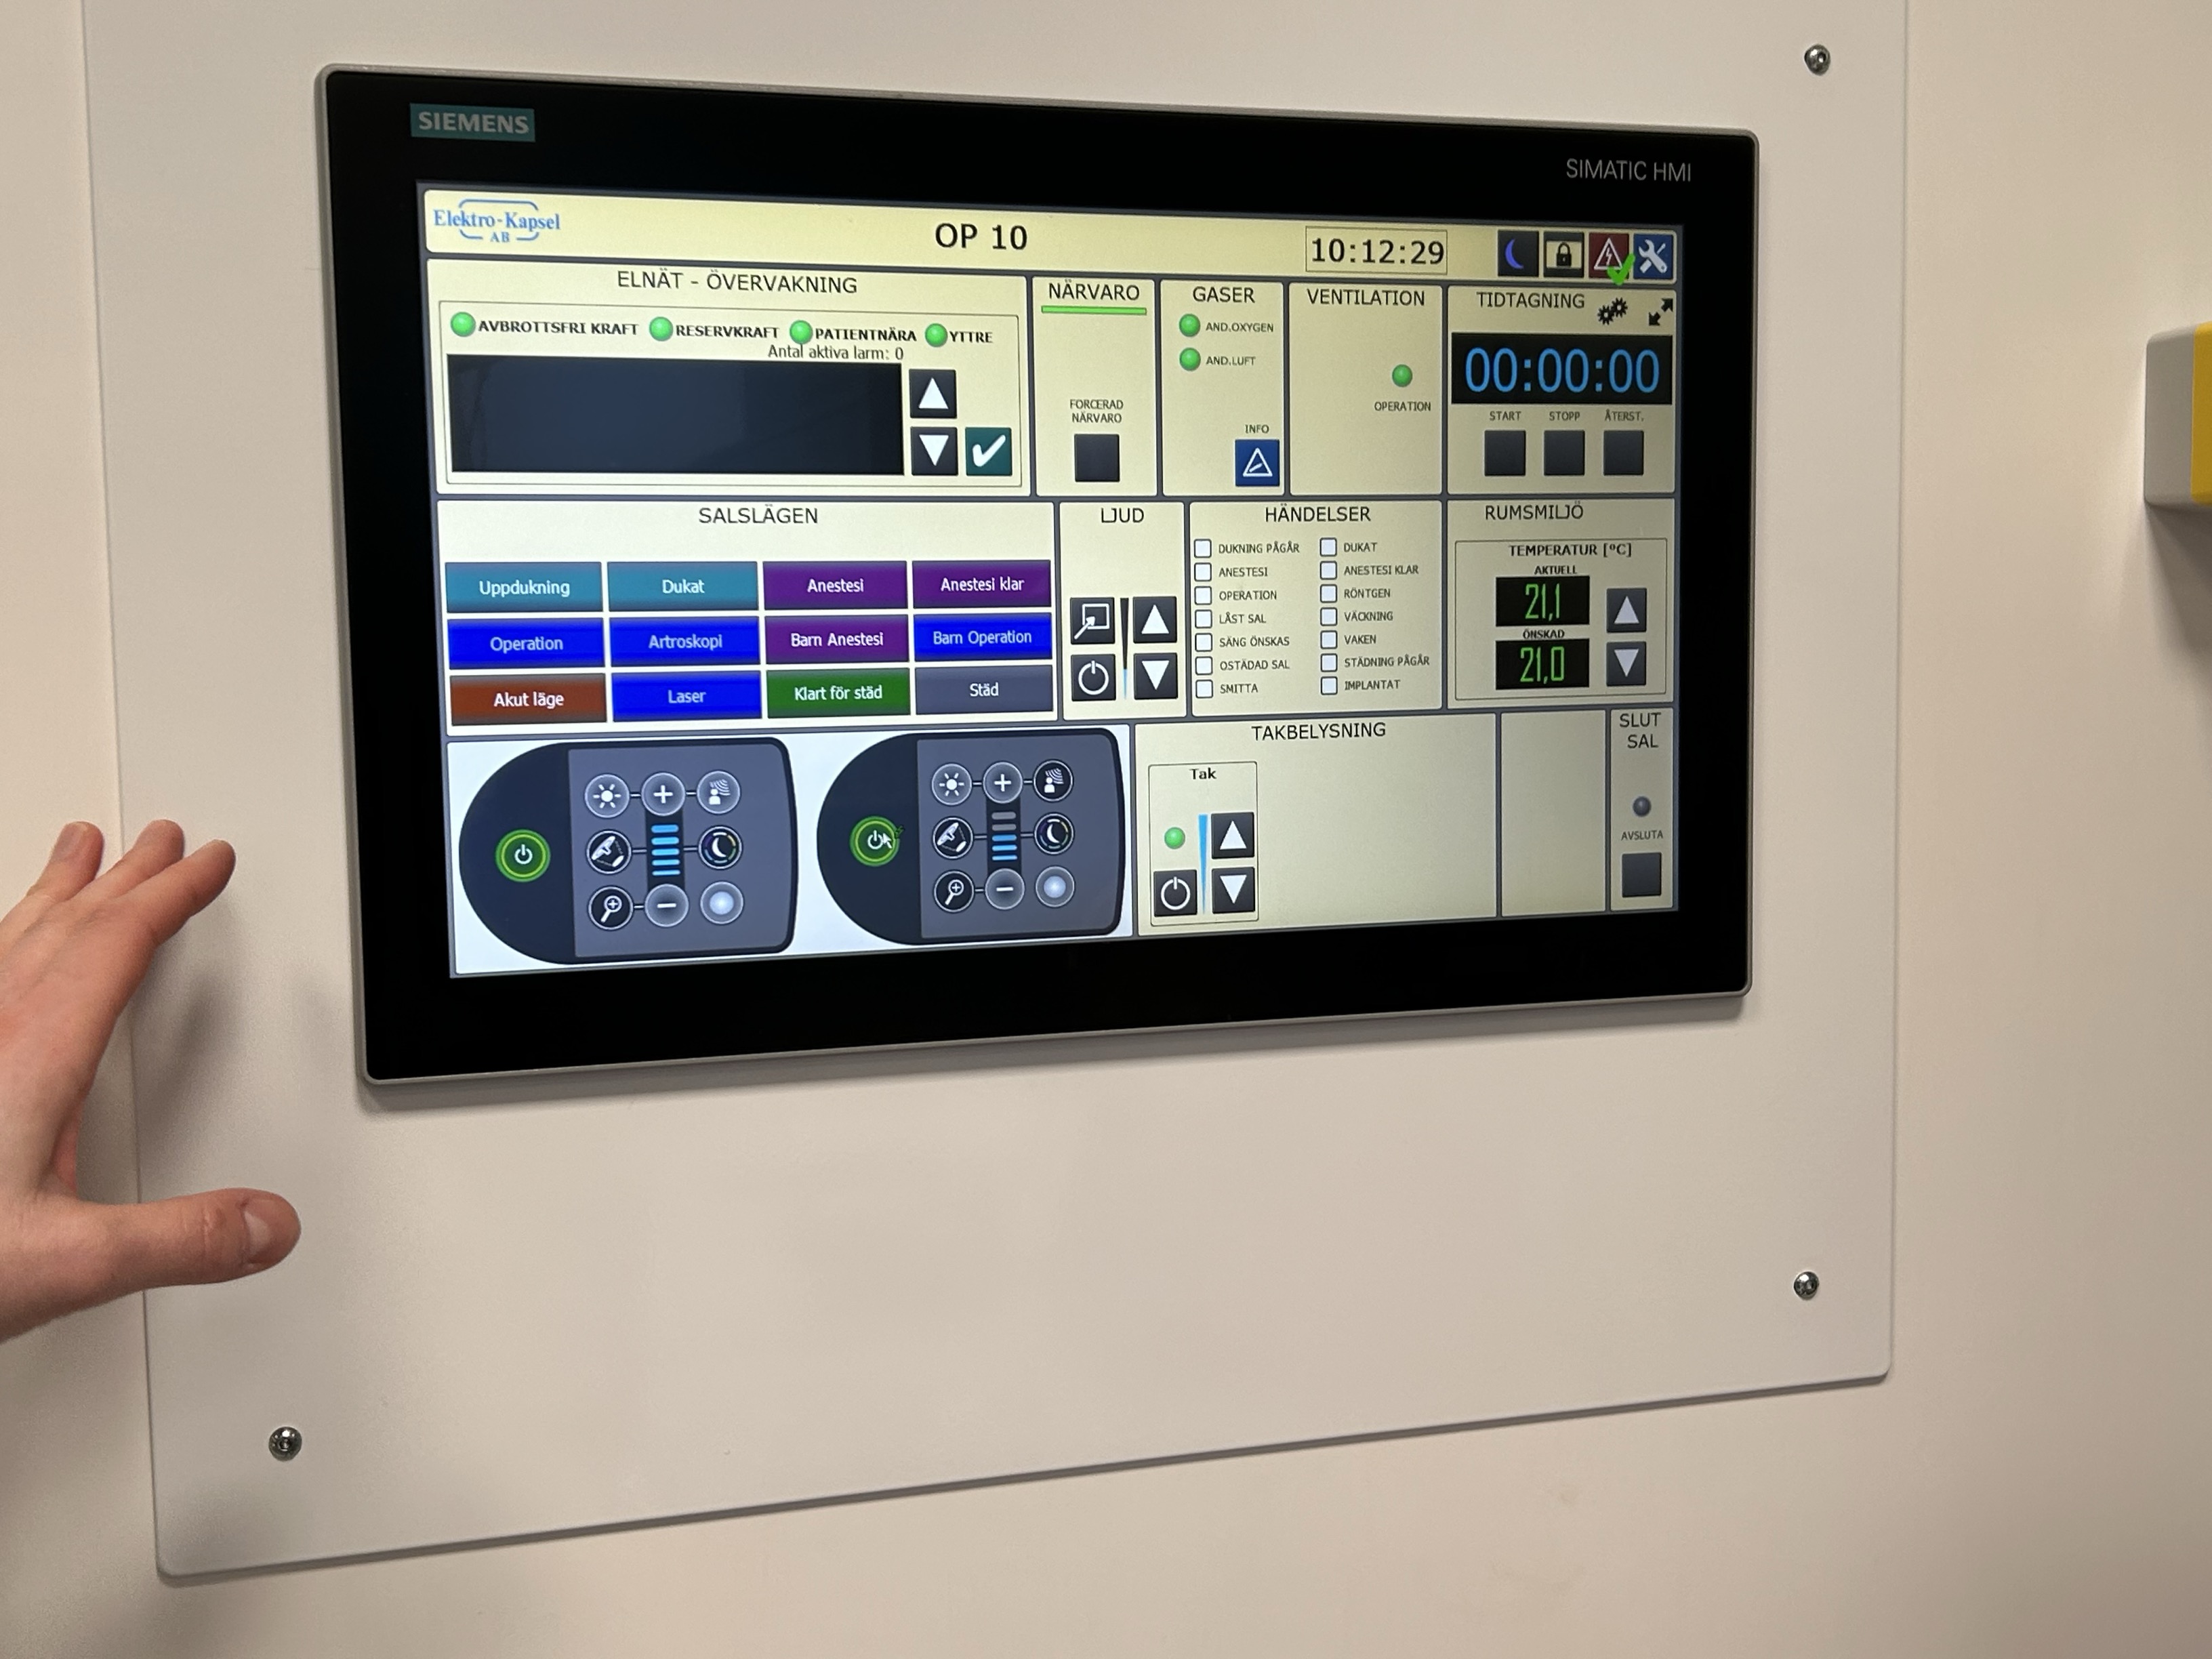 SIEMENS
SIMATIC HMI
Elektro-Kapsel
AB
OP 10
10:12:29
ELNÄT - ÖVERVAKNING
AVBROTTSFRI KRAFT
RESERVKRAFT
PATIENTNÄRA
YTTRE
Antal aktiva larm: 0
NÄRVARO
FORCERAD
NÄRVARO
GASER
AND.OXYGEN
AND.LUFT
INFO
VENTILATION
OPERATION
TIDTAGNING
00:00:00
START STOPP ÅTERST.
SALSLÄGEN
Uppdukning Dukat Anestesi Anestesi klar
Operation Artroskopi Barn Anestesi Barn Operation
Akut läge Laser Klart för städ Städ
LJUD
HÄNDELSER
DUKNING PÅGÅR DUKAT
ANESTESI ANESTESI KLAR
OPERATION RÖNTGEN
LÅST SAL VÄCKNING
SÄNG ÖNSKAS VAKEN
OSTÄDAD SAL STÄDNING PÅGÅR
SMITTA IMPLANTAT
RUMSMILJÖ
TEMPERATUR [ºC]
AKTUELL
21,1
ÖNSKAD
21,0
TAKBELYSNING
Tak
SLUT
SAL
AVSLUTA